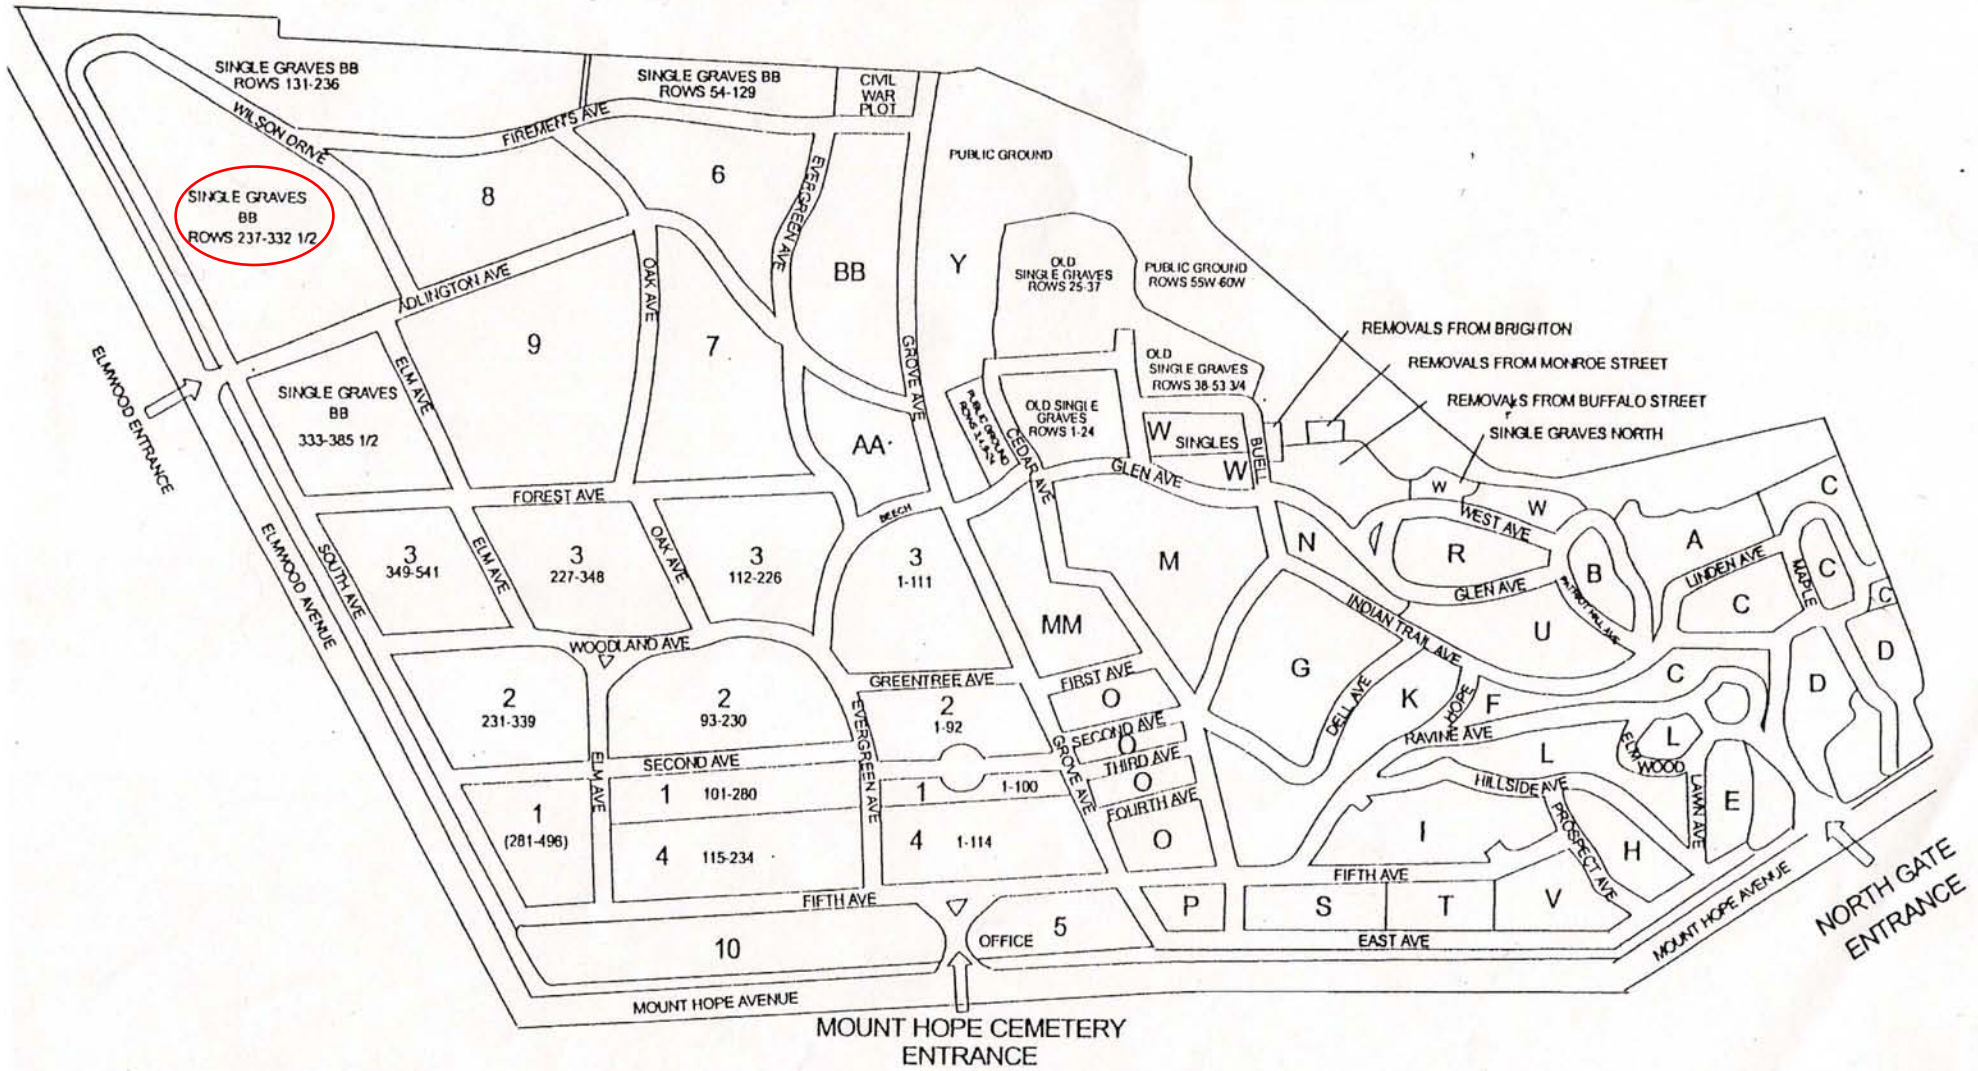 SINGLE GRAVES BB
ROWS 131-236
SINGLE GRAVES BB
ROWS 54-129
CIVIL
WAR
PLOT
WILSON DRIVE
FIREMEN'S AVE
PUBLIC GROUND
SINGLE GRAVES
BB
ROWS 237-332 1/2
8
6
EVERGREEN AVE
BB
Y
OLD
SINGLE GRAVES
ROWS 25-37
PUBLIC GROUND
ROWS 55W-60W
ADLINGTON AVE
OAK AVE
9
7
GROVE AVE
REMOVALS FROM BRIGHTON
REMOVALS FROM MONROE STREET
REMOVALS FROM BUFFALO STREET
SINGLE GRAVES NORTH
ELMWOOD ENTRANCE
ELM AVE
SINGLE GRAVES
BB
333-385 1/2
OLD
SINGLE GRAVES
ROWS 38-53 3/4
PUBLIC GROUND
ROWS 3,4,9-24
OLD SINGLE
GRAVES
ROWS 1-24
CEDAR AVE
W
SINGLES
W
BUELL
GLEN AVE
AA
BEECH
FOREST AVE
W
W
WEST AVE
C
A
ELMWOOD AVENUE
SOUTH AVE
3
349-541
ELM AVE
3
227-348
OAK AVE
3
112-226
3
1-111
M
N
R
B
GLEN AVE
PATRIOT HILL AVE
LINDEN AVE
MAPLE
C
C
C
MM
INDIAN TRAIL AVE
U
WOODLAND AVE
GREENTREE AVE
FIRST AVE
G
DELL AVE
K
HOPE
F
C
D
D
2
231-339
2
93-230
2
1-92
EVERGREEN AVE
O
SECOND AVE
O
THIRD AVE
O
FOURTH AVE
O
GROVE AVE
RAVINE AVE
L
L
ELM
WOOD
LAWN AVE
E
SECOND AVE
ELM AVE
1
(281-496)
1 101-280
1 1-100
4 115-234
4 1-114
HILLSIDE AVE
I
PROSPECT AVE
H
FIFTH AVE
FIFTH AVE
P
S
T
V
10
OFFICE
5
EAST AVE
MOUNT HOPE AVENUE
MOUNT HOPE AVENUE
NORTH GATE
ENTRANCE
MOUNT HOPE CEMETERY
ENTRANCE